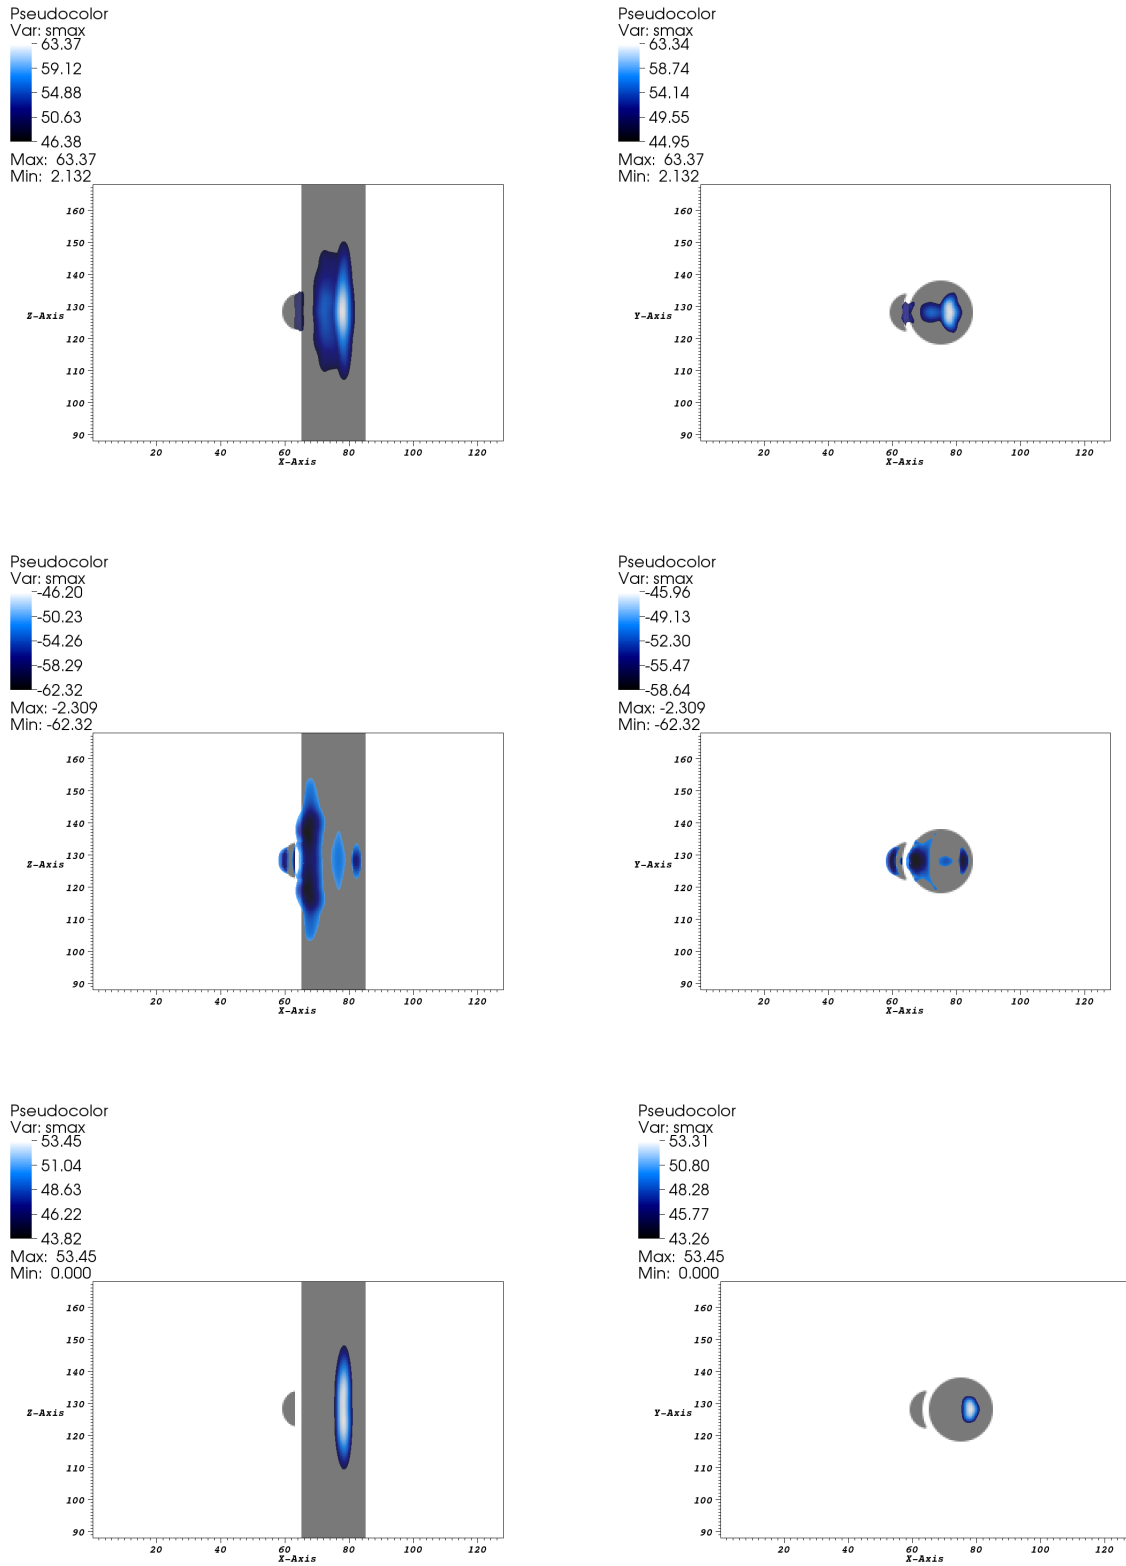 Pseudocolor
Var: smax
63.37
59.12
54.88
50.63
46.38
Max: 63.37
Min: 2.132
160
150
140
130
Z-Axis
120
110
100
90
20 40 60 80 100 120
X-Axis
Pseudocolor
Var: smax
63.34
58.74
54.14
49.55
44.95
Max: 63.37
Min: 2.132
160
150
140
130
Y-Axis
120
110
100
90
20 40 60 80 100 120
X-Axis
Pseudocolor
Var: smax
-46.20
-50.23
-54.26
-58.29
-62.32
Max: -2.309
Min: -62.32
160
150
140
130
Z-Axis
120
110
100
90
20 40 60 80 100 120
X-Axis
Pseudocolor
Var: smax
-45.96
-49.13
-52.30
-55.47
-58.64
Max: -2.309
Min: -62.32
160
150
140
130
Y-Axis
120
110
100
90
20 40 60 80 100 120
X-Axis
Pseudocolor
Var: smax
53.45
51.04
48.63
46.22
43.82
Max: 53.45
Min: 0.000
160
150
140
130
Z-Axis
120
110
100
90
20 40 60 80 100 120
X-Axis
Pseudocolor
Var: smax
53.31
50.80
48.28
45.77
43.26
Max: 53.45
Min: 0.000
160
150
140
130
Y-Axis
120
110
100
90
20 40 60 80 100 120
X-Axis